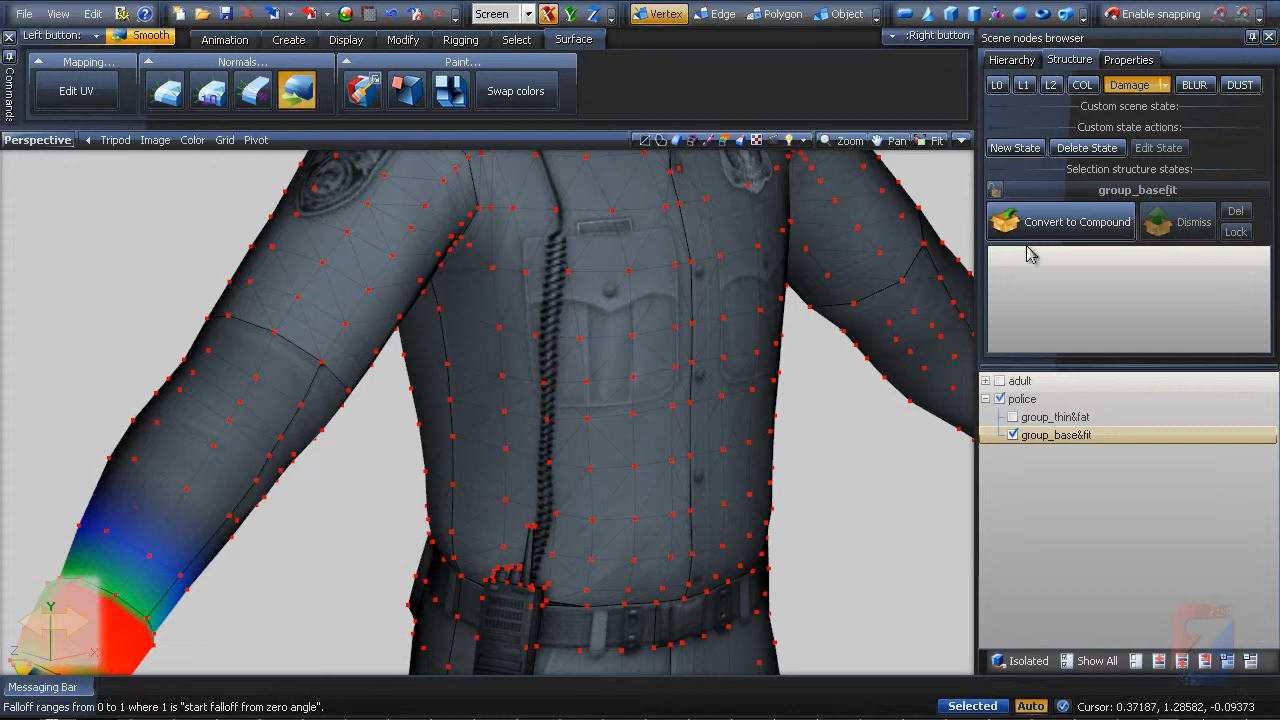 File View Edit
Screen
X Y Z
Vertex Edge Polygon Object
Enable snapping
Left button: Smooth
Animation Create Display Modify Rigging Select Surface
:Right button
Scene nodes browser
Hierarchy Structure Properties
Commands
Mapping... Normals... Paint...
Edit UV
Swap colors
L0 L1 L2 COL Damage BLUR DUST
Custom scene state:
Custom state actions:
New State Delete State Edit State
Selection structure states:
group_basefit
Convert to Compound Dismiss Del
Lock
Perspective Tripod Image Color Grid Pivot
Zoom Pan Fit
adult
police
group_thin&fat
group_base&fit
Y
Z X
Isolated Show All
Messaging Bar
Falloff ranges from 0 to 1 where 1 is "start falloff from zero angle".
Selected Auto Cursor: 0.37187, 1.28582, -0.09373